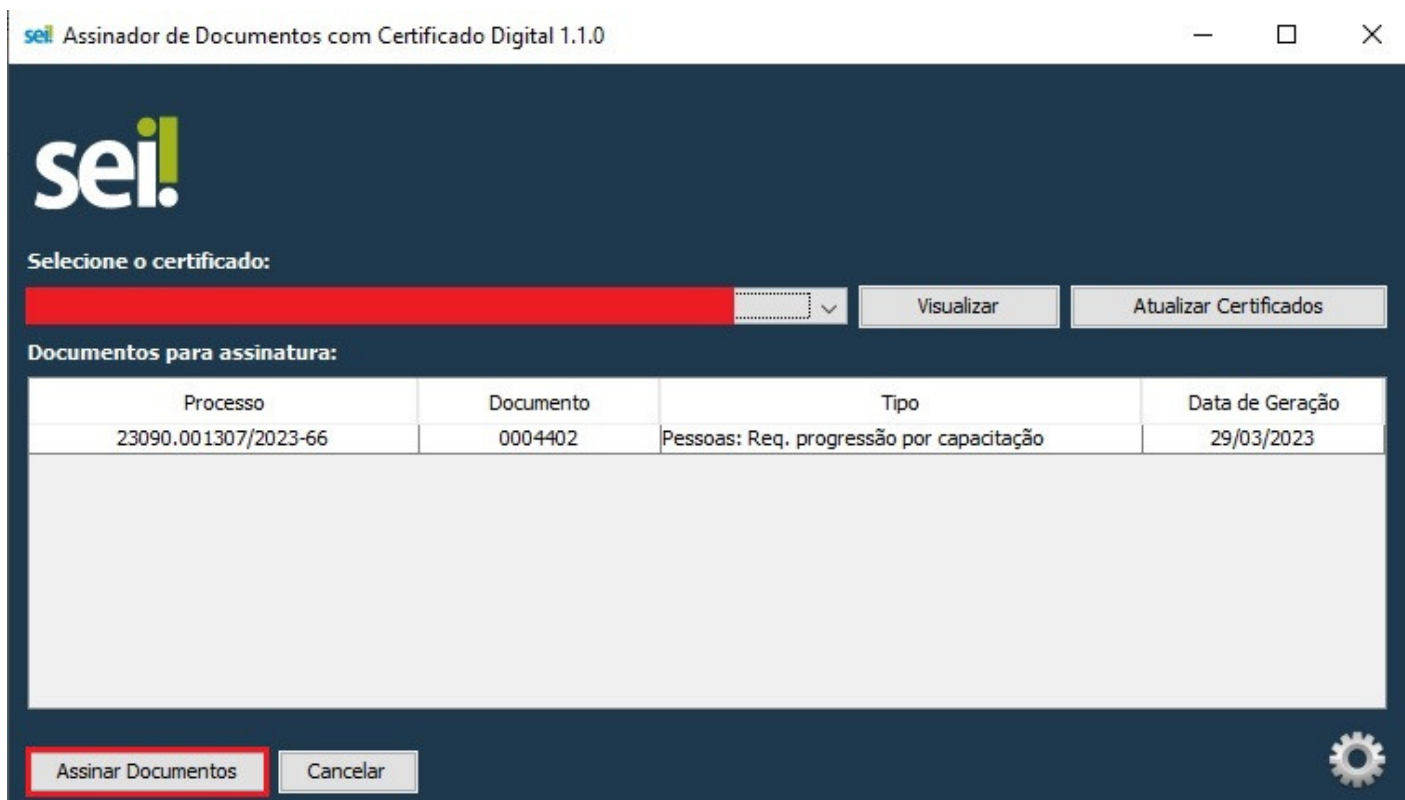 sei! Assinador de Documentos com Certificado Digital 1.1.0
sei!
Selecione o certificado:
Visualizar Atualizar Certificados
Documentos para assinatura:
Processo Documento Tipo Data de Geração
23090.001307/2023-66 0004402 Pessoas: Req. progressão por capacitação 29/03/2023
Assinar Documentos Cancelar